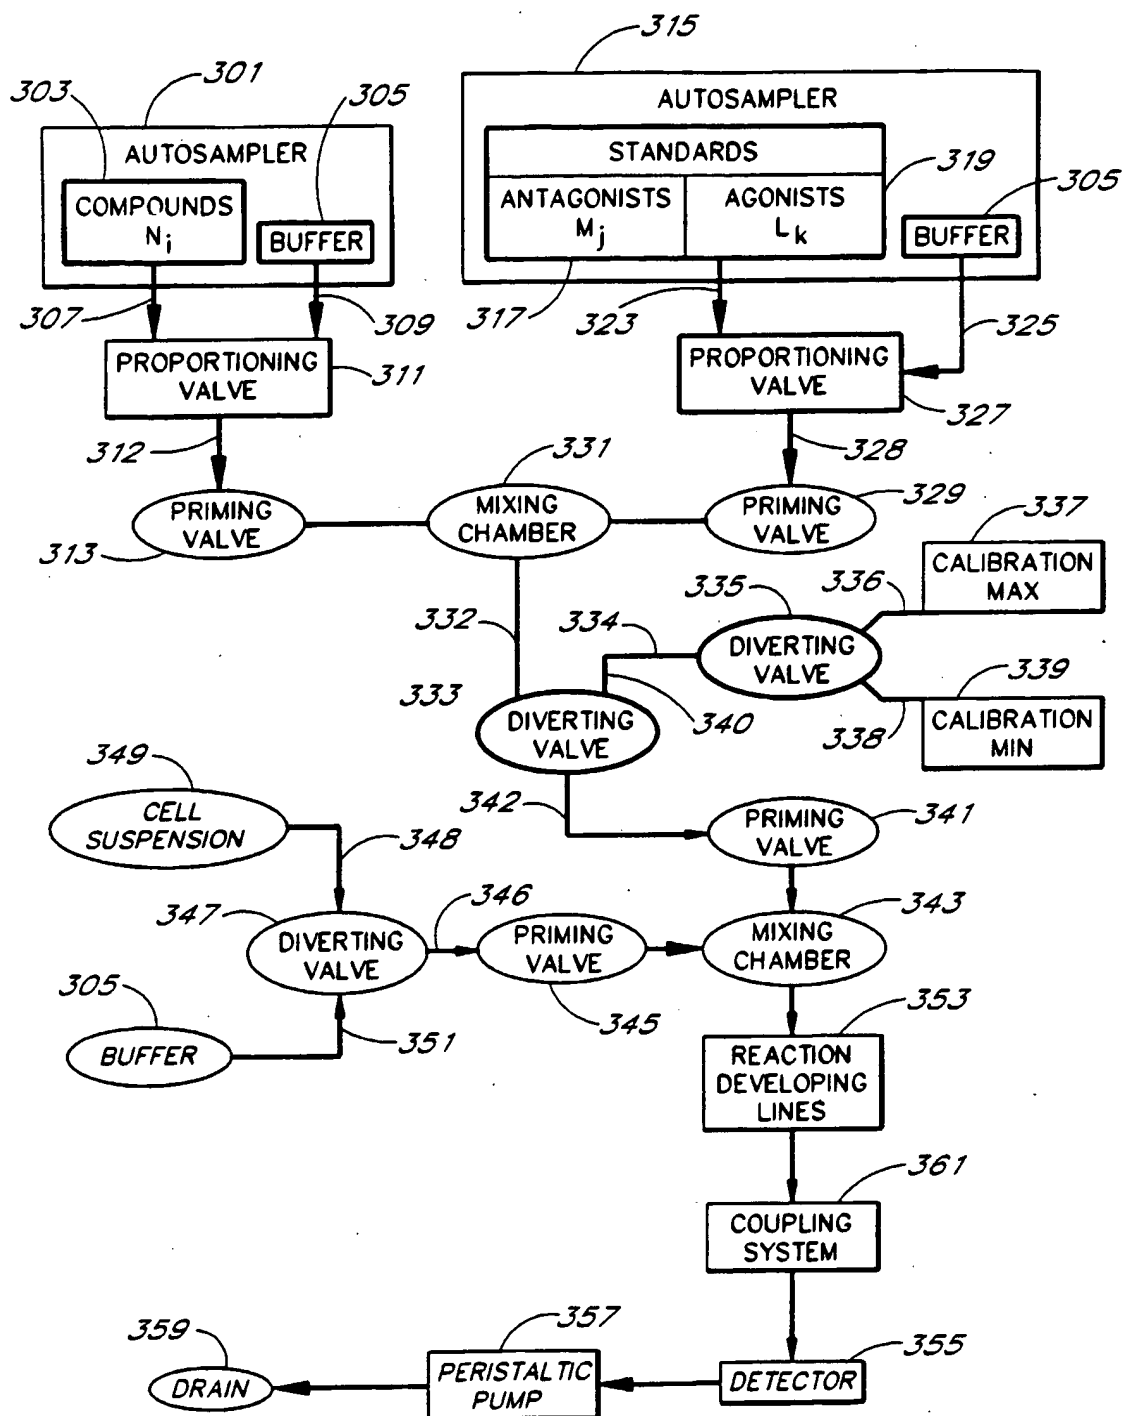 315
301
303
305
AUTOSAMPLER
AUTOSAMPLER
STANDARDS
319
COMPOUNDS
Ni
BUFFER
ANTAGONISTS
Mj
AGONISTS
Lk
305
BUFFER
307
309
317
323
325
PROPORTIONING
VALVE
311
PROPORTIONING
VALVE
327
312
331
328
PRIMING
VALVE
313
MIXING
CHAMBER
PRIMING
VALVE
329
337
335
336
CALIBRATION
MAX
332
334
DIVERTING
VALVE
339
333
340
338
CALIBRATION
MIN
DIVERTING
VALVE
349
342
341
CELL
SUSPENSION
348
PRIMING
VALVE
347
346
343
DIVERTING
VALVE
PRIMING
VALVE
MIXING
CHAMBER
305
351
345
353
BUFFER
REACTION
DEVELOPING
LINES
361
COUPLING
SYSTEM
359
357
355
DRAIN
PERISTALTIC
PUMP
DETECTOR